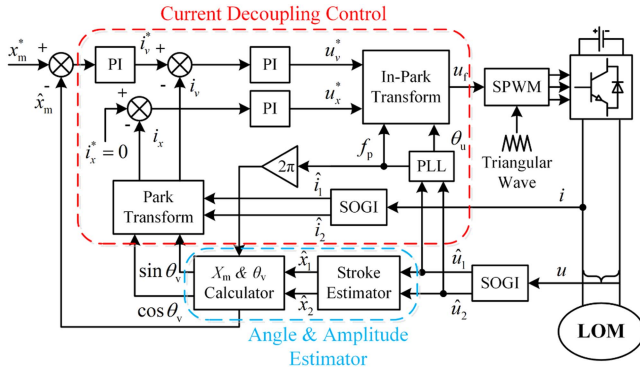 Current Decoupling Control
x*m + - x̂m
PI
i*v + - iv
PI
u*v
In-Park
Transform
uf
SPWM
+ -
+ - ix
PI
u*x
i*x = 0
fp
θu
Triangular
Wave
2π
PLL
Park
Transform
î1
î2
SOGI
i
sin θv
cos θv
Xm & θv
Calculator
x̂1
x̂2
Stroke
Estimator
û1
û2
SOGI
u
LOM
Angle & Amplitude
Estimator